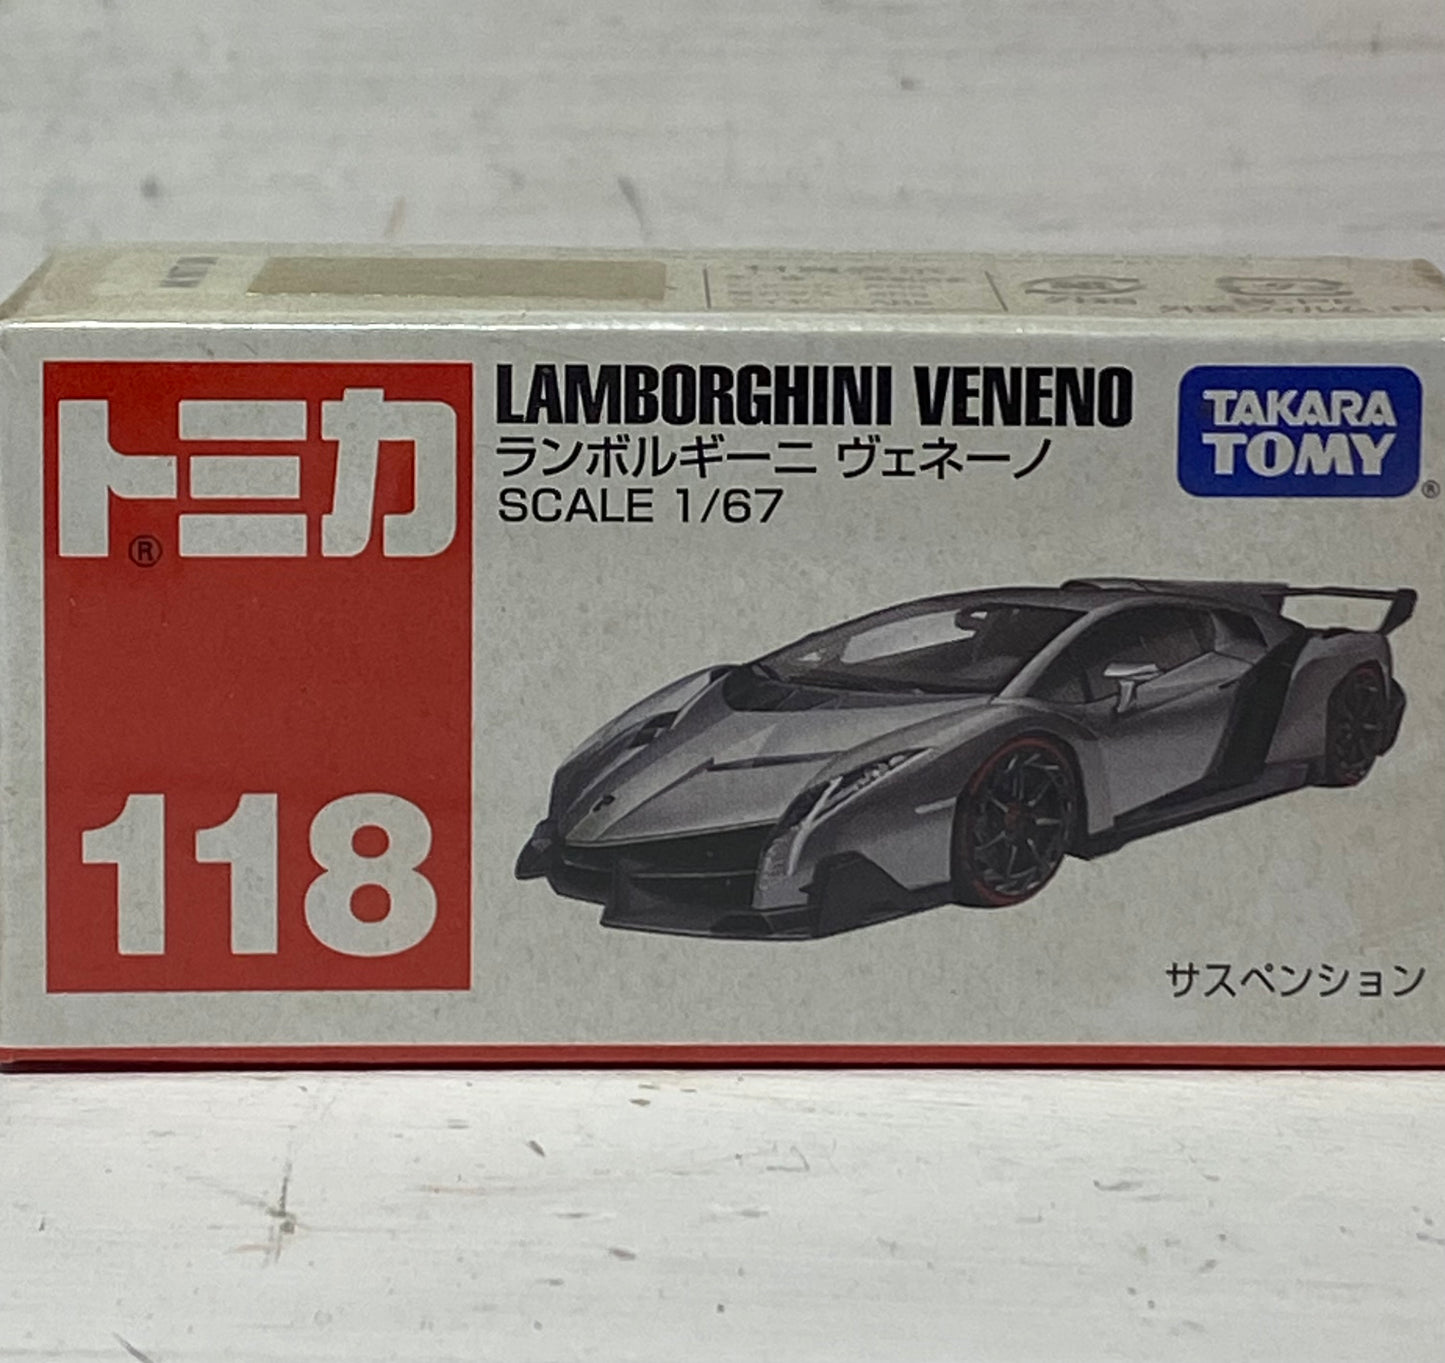 トミカ
®
118
LAMBORGHINI VENENO
ランボルギーニ ヴェネーノ
SCALE 1/67
TAKARA
TOMY
®
サスペンション